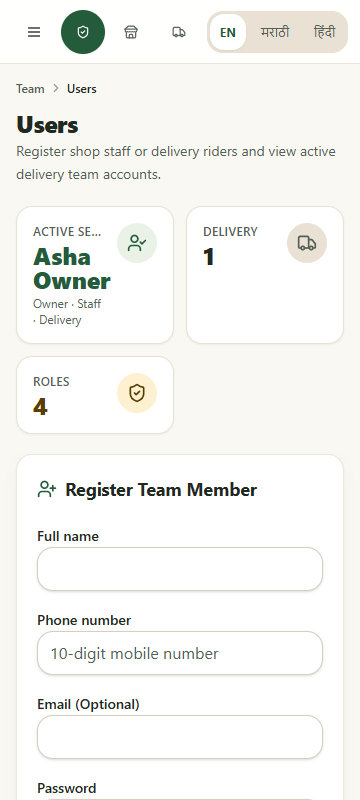 EN मराठी हिंदी
Team > Users
Users
Register shop staff or delivery riders and view active
delivery team accounts.
ACTIVE SE...
Asha
Owner
Owner · Staff
· Delivery
DELIVERY
1
ROLES
4
Register Team Member
Full name
Phone number
10-digit mobile number
Email (Optional)
Password